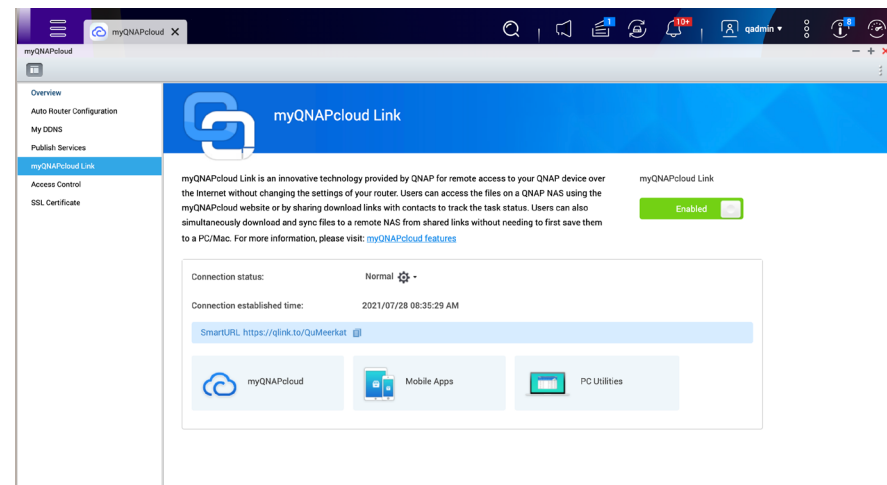 myQNAPcloud
1
10+
qadmin
8
myQNAPcloud
Overview
Auto Router Configuration
My DDNS
Publish Services
myQNAPcloud Link
Access Control
SSL Certificate
myQNAPcloud Link
myQNAPcloud Link is an innovative technology provided by QNAP for remote access to your QNAP device over
the Internet without changing the settings of your router. Users can access the files on a QNAP NAS using the
myQNAPcloud website or by sharing download links with contacts to track the task status. Users can also
simultaneously download and sync files to a remote NAS from shared links without needing to first save them
to a PC/Mac. For more information, please visit: myQNAPcloud features
myQNAPcloud Link
Enabled
Connection status: Normal
Connection established time: 2021/07/28 08:35:29 AM
SmartURL https://qlink.to/QuMeerkat
myQNAPcloud
Mobile Apps
PC Utilities